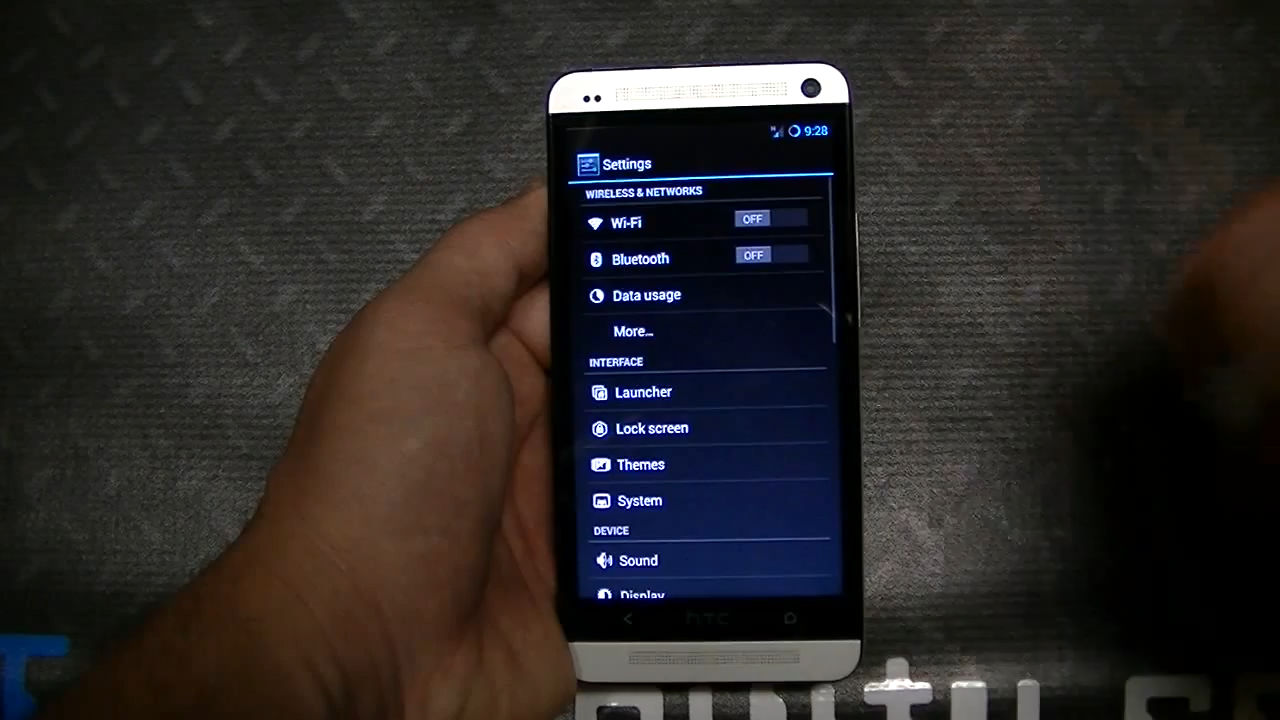 9:28
Settings
WIRELESS & NETWORKS
Wi-Fi OFF
Bluetooth OFF
Data usage
More...
INTERFACE
Launcher
Lock screen
Themes
System
DEVICE
Sound
Display
hTC